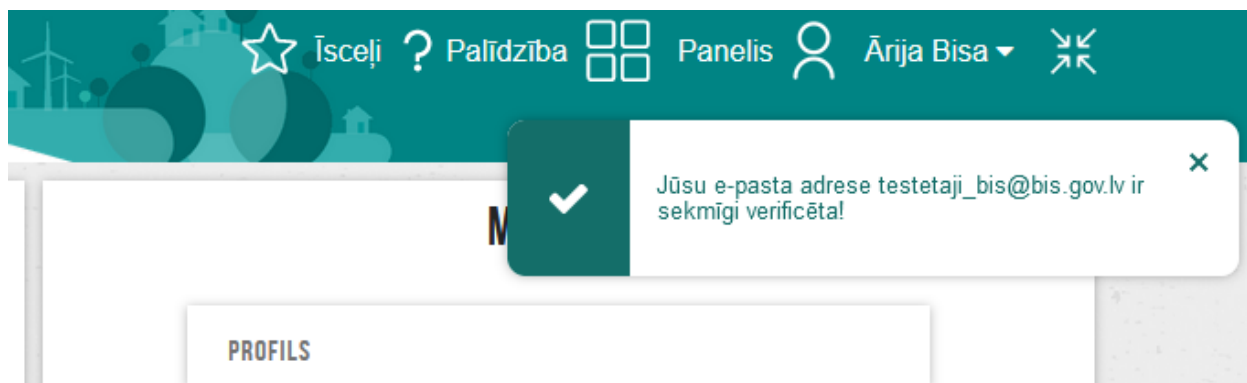 Īsceļi ? Palīdzība Panelis Ārija Bisa
Jūsu e-pasta adrese testetaji_bis@bis.gov.lv ir
sekmīgi verificēta!
PROFILS